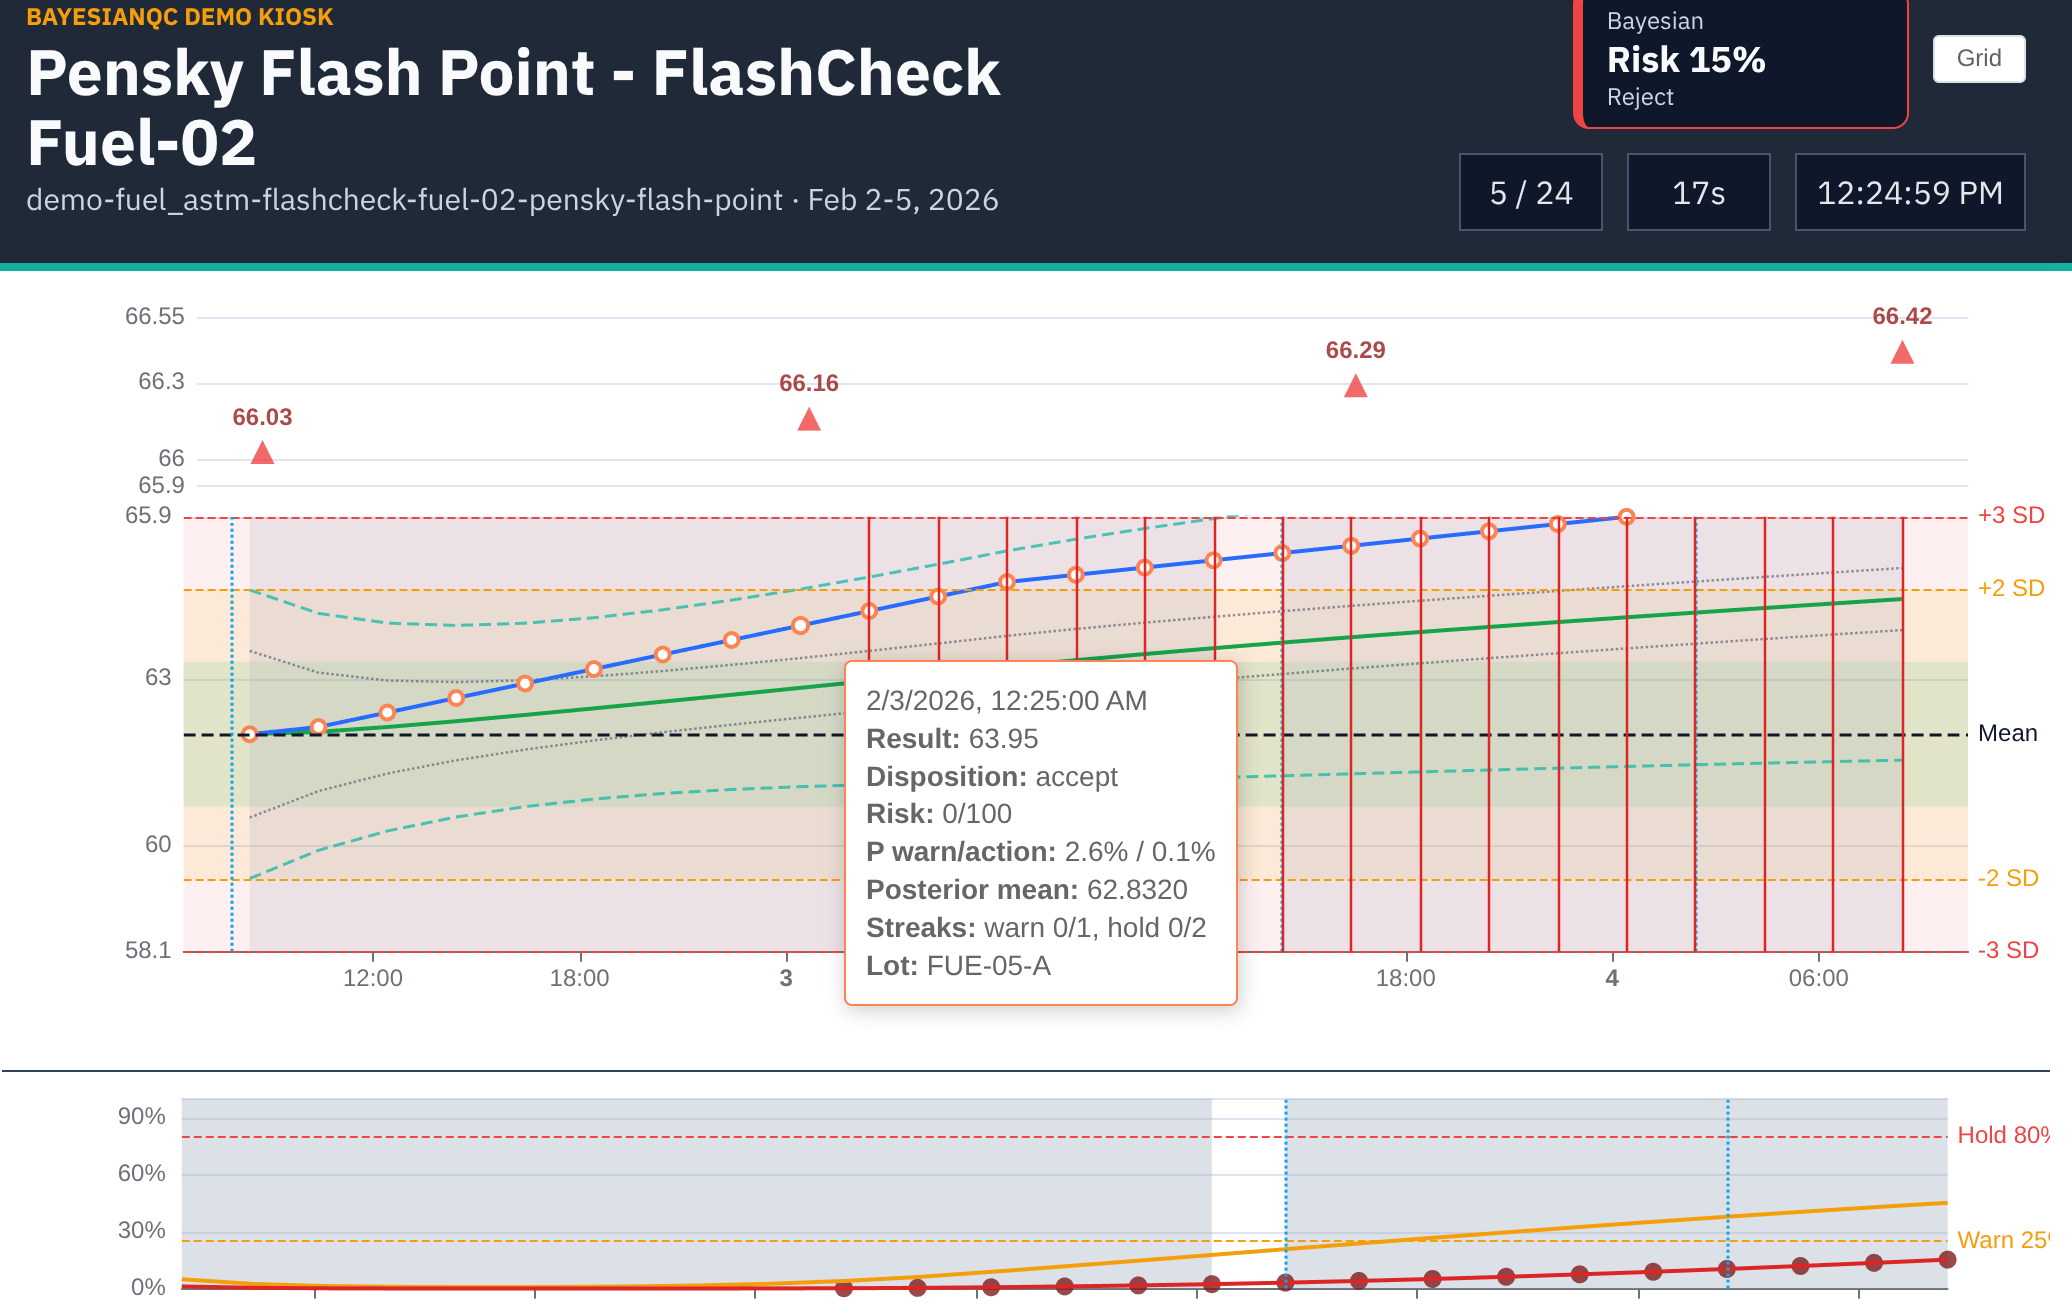 BAYESIANQC DEMO KIOSK
Pensky Flash Point - FlashCheck
Fuel-02
demo-fuel_astm-flashcheck-fuel-02-pensky-flash-point · Feb 2-5, 2026
Bayesian
Risk 15%
Reject
Grid
5 / 24
17s
12:24:59 PM
66.55
66.3
66
65.9
65.9
63
60
58.1
66.03
66.16
66.29
66.42
+3 SD
+2 SD
Mean
-2 SD
-3 SD
2/3/2026, 12:25:00 AM
Result: 63.95
Disposition: accept
Risk: 0/100
P warn/action: 2.6% / 0.1%
Posterior mean: 62.8320
Streaks: warn 0/1, hold 0/2
Lot: FUE-05-A
12:00
18:00
3
18:00
4
06:00
90%
60%
30%
0%
Hold 80%
Warn 25